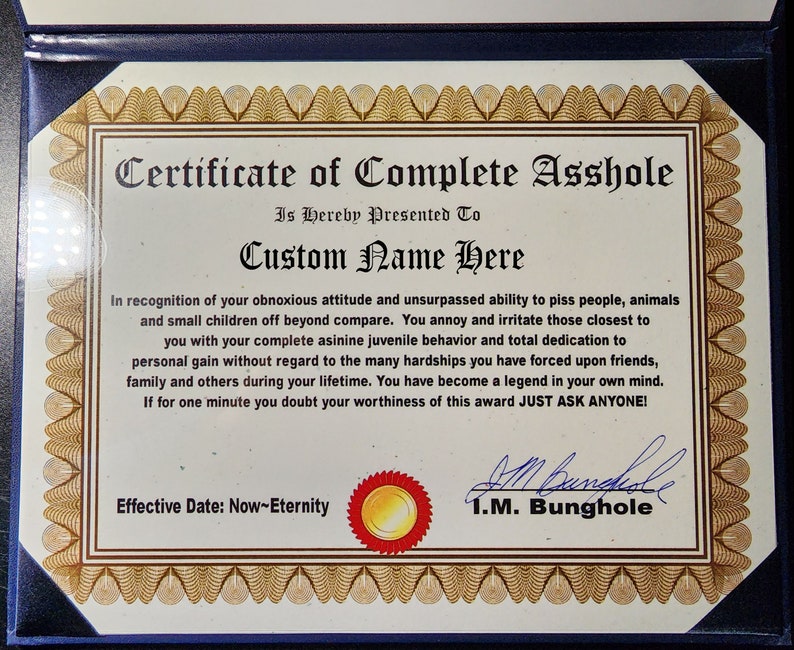 Certificate of Complete Asshole
Is Hereby Presented To
Custom Name Here
In recognition of your obnoxious attitude and unsurpassed ability to piss people, animals
and small children off beyond compare. You annoy and irritate those closest to
you with your complete asinine juvenile behavior and total dedication to
personal gain without regard to the many hardships you have forced upon friends,
family and others during your lifetime. You have become a legend in your own mind.
If for one minute you doubt your worthiness of this award JUST ASK ANYONE!
I M Bunghole
Effective Date: Now~Eternity
I.M. Bunghole